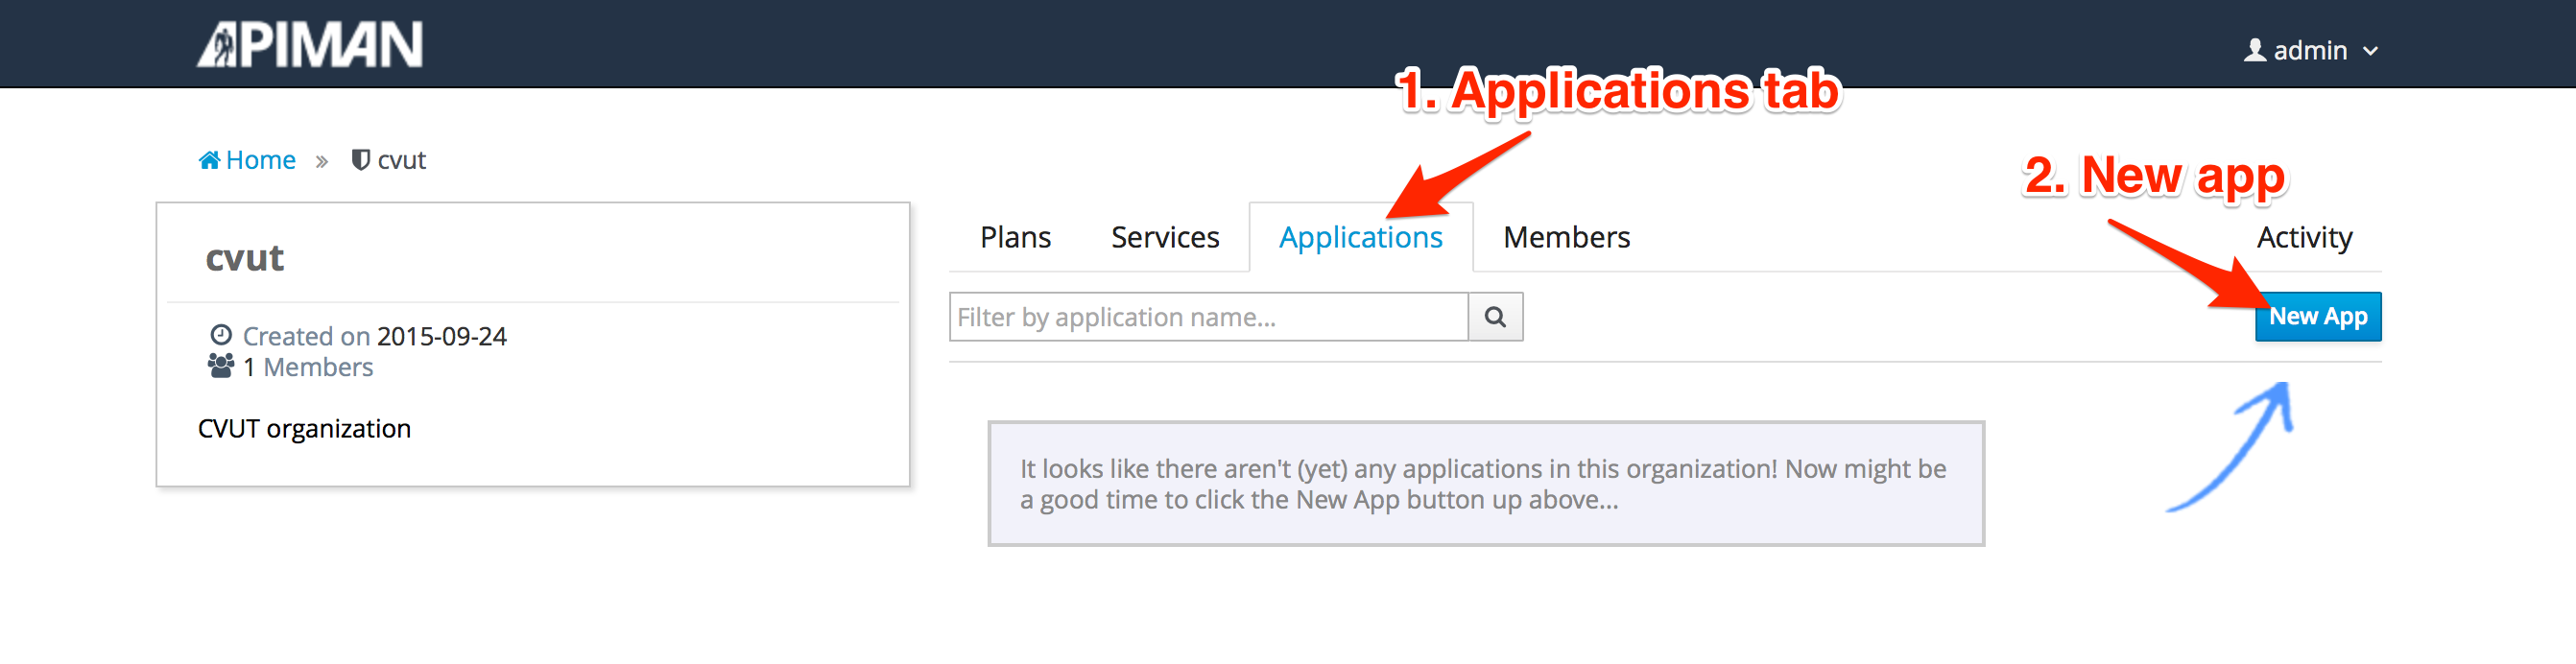 APIMAN
admin
1. Applications tab
Home » cvut
2. New app
cvut
Plans Services Applications Members Activity
Filter by application name...
New App
Created on 2015-09-24
1 Members
CVUT organization
It looks like there aren't (yet) any applications in this organization! Now might be
a good time to click the New App button up above...